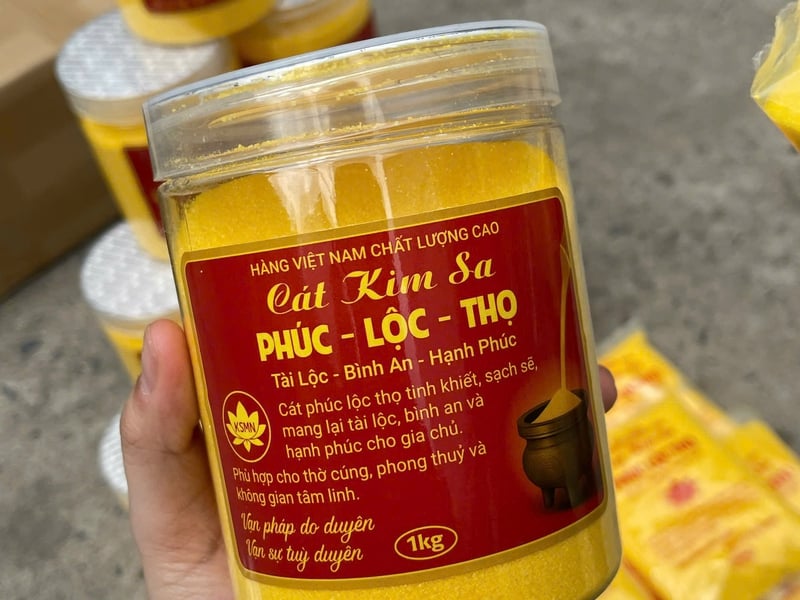 HÀNG VIỆT NAM CHẤT LƯỢNG CAO
Cát Kim Sa
PHÚC - LỘC - THỌ
Tài Lộc - Bình An - Hạnh Phúc
Cát phúc lộc thọ tinh khiết, sạch sẽ,
mang lại tài lộc, bình an và
hạnh phúc cho gia chủ.
KSMN
Phù hợp cho thờ cúng, phong thuỷ và
không gian tâm linh.
Vạn pháp do duyên
Vạn sự tuỳ duyên
1kg